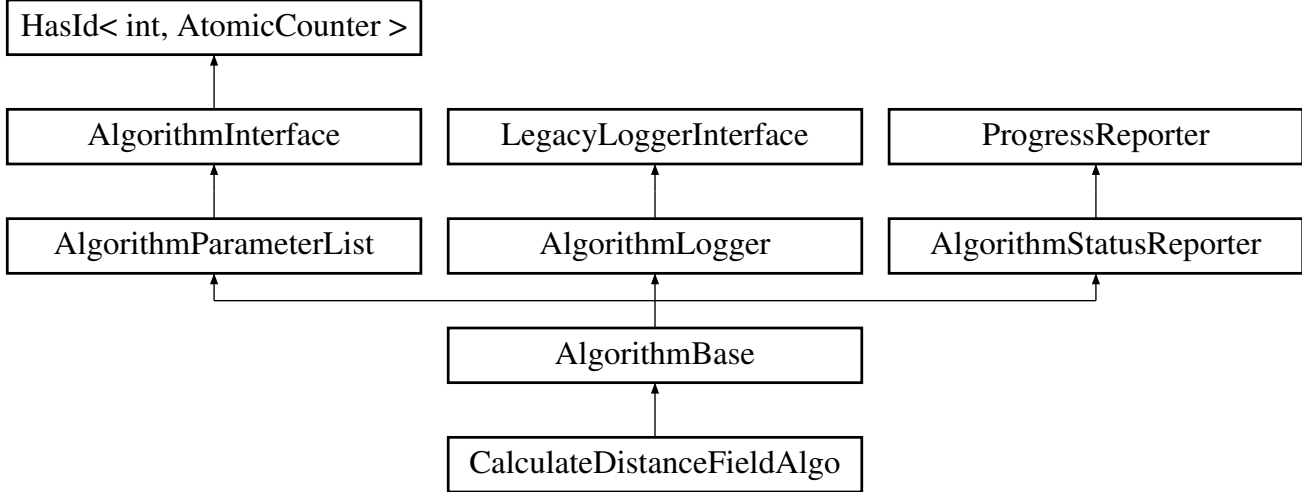 HasId< int, AtomicCounter >
AlgorithmInterface
LegacyLoggerInterface
ProgressReporter
AlgorithmParameterList
AlgorithmLogger
AlgorithmStatusReporter
AlgorithmBase
CalculateDistanceFieldAlgo